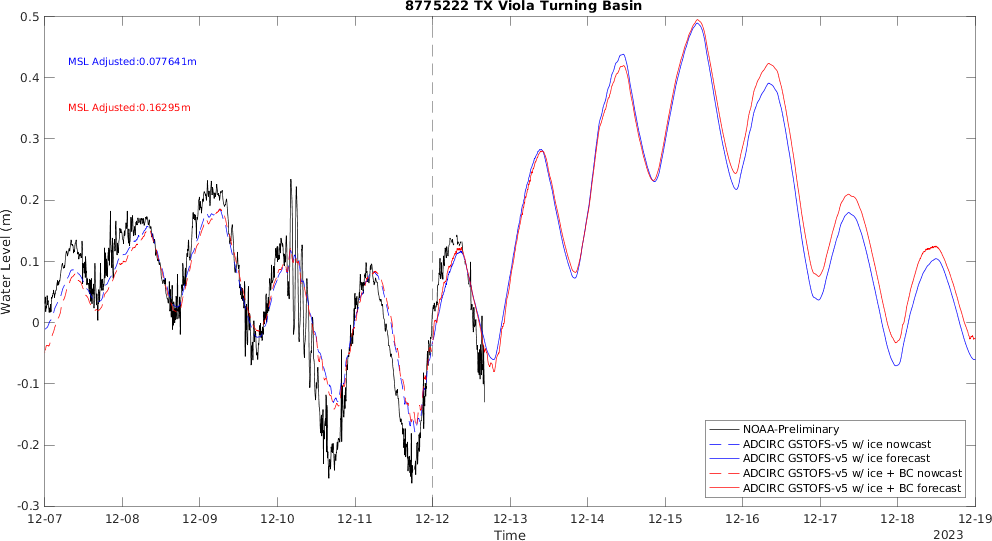 8775222 TX Viola Turning Basin
0.5
0.4
0.3
0.2
0.1
0
-0.1
-0.2
-0.3
Water Level (m)
MSL Adjusted:0.077641m
MSL Adjusted:0.16295m
NOAA-Preliminary
ADCIRC GSTOFS-v5 w/ ice nowcast
ADCIRC GSTOFS-v5 w/ ice forecast
ADCIRC GSTOFS-v5 w/ ice + BC nowcast
ADCIRC GSTOFS-v5 w/ ice + BC forecast
12-07 12-08 12-09 12-10 12-11 12-12 12-13 12-14 12-15 12-16 12-17 12-18 12-19
Time
2023